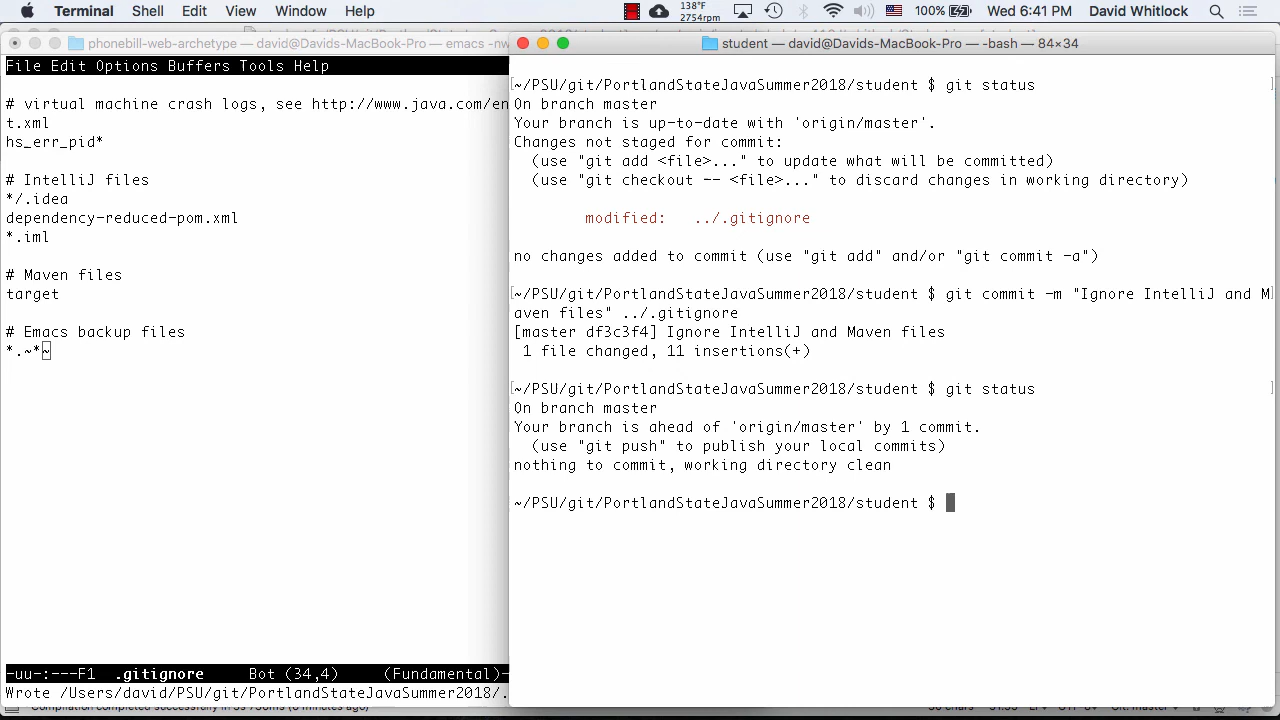 Terminal Shell Edit View Window Help 138°F 2754rpm 100% Wed 6:41 PM David Whitlock
phonebill-web-archetype — david@Davids-MacBook-Pro — emacs -nw
File Edit Options Buffers Tools Help
# virtual machine crash logs, see http://www.java.com/en
t.xml
hs_err_pid*
# IntelliJ files
*/.idea
dependency-reduced-pom.xml
*.iml
# Maven files
target
# Emacs backup files
*.~*~
-uu-:---F1 .gitignore Bot (34,4) (Fundamental)-
Wrote /Users/david/PSU/git/PortlandStateJavaSummer2018/.
student — david@Davids-MacBook-Pro — -bash — 84×34
[~/PSU/git/PortlandStateJavaSummer2018/student $ git status ]
On branch master
Your branch is up-to-date with 'origin/master'.
Changes not staged for commit:
(use "git add <file>..." to update what will be committed)
(use "git checkout -- <file>..." to discard changes in working directory)
modified: ../.gitignore
no changes added to commit (use "git add" and/or "git commit -a")
[~/PSU/git/PortlandStateJavaSummer2018/student $ git commit -m "Ignore IntelliJ and M]
aven files" ../.gitignore
[master df3c3f4] Ignore IntelliJ and Maven files
1 file changed, 11 insertions(+)
[~/PSU/git/PortlandStateJavaSummer2018/student $ git status ]
On branch master
Your branch is ahead of 'origin/master' by 1 commit.
(use "git push" to publish your local commits)
nothing to commit, working directory clean
~/PSU/git/PortlandStateJavaSummer2018/student $